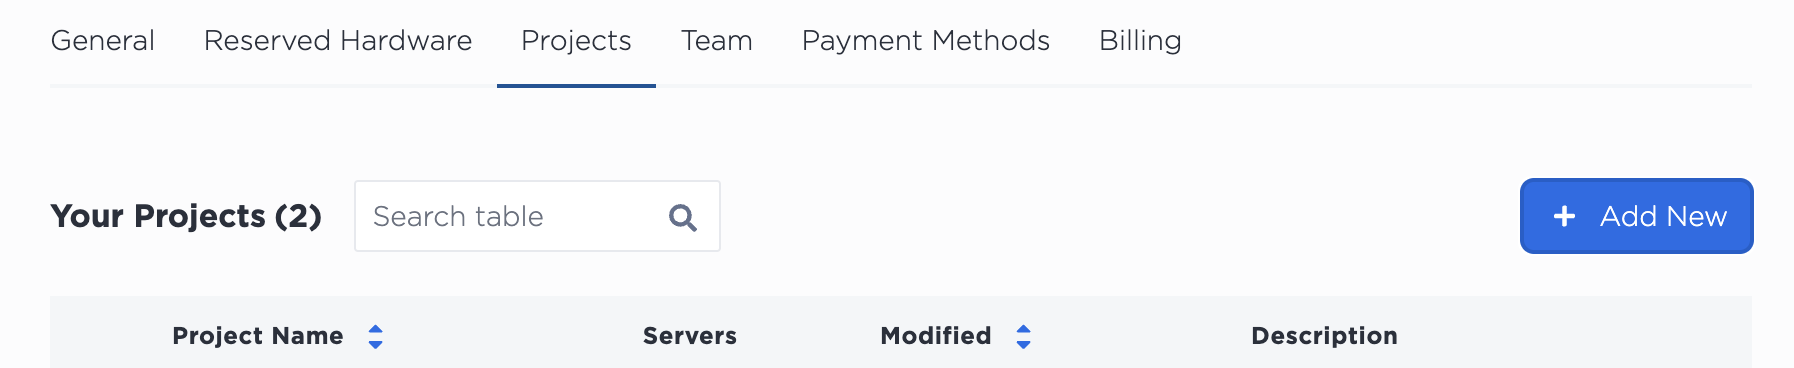 General Reserved Hardware Projects Team Payment Methods Billing
Your Projects (2) Search table + Add New
Project Name Servers Modified Description